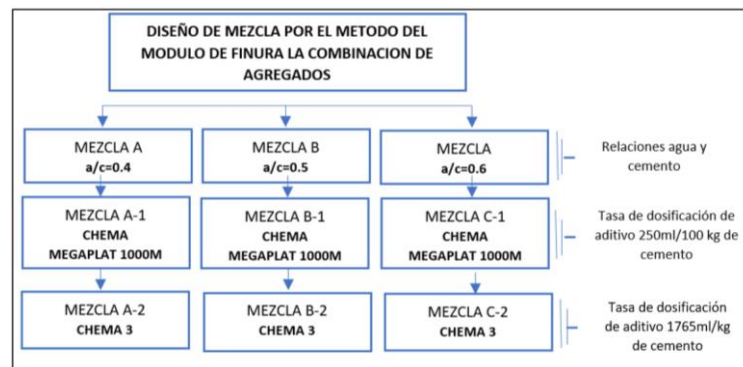 DISEÑO DE MEZCLA POR EL METODO DEL
MODULO DE FINURA LA COMBINACION DE
AGREGADOS
MEZCLA A
a/c=0.4
MEZCLA B
a/c=0.5
MEZCLA
a/c=0.6
Relaciones agua y
cemento
MEZCLA A-1
CHEMA
MEGAPLAT 1000M
MEZCLA B-1
CHEMA
MEGAPLAT 1000M
MEZCLA C-1
CHEMA
MEGAPLAT 1000M
Tasa de dosificación de
aditivo 250ml/100 kg de
cemento
MEZCLA A-2
CHEMA 3
MEZCLA B-2
CHEMA 3
MEZCLA C-2
CHEMA 3
Tasa de dosificación
de aditivo 1765ml/kg
de cemento